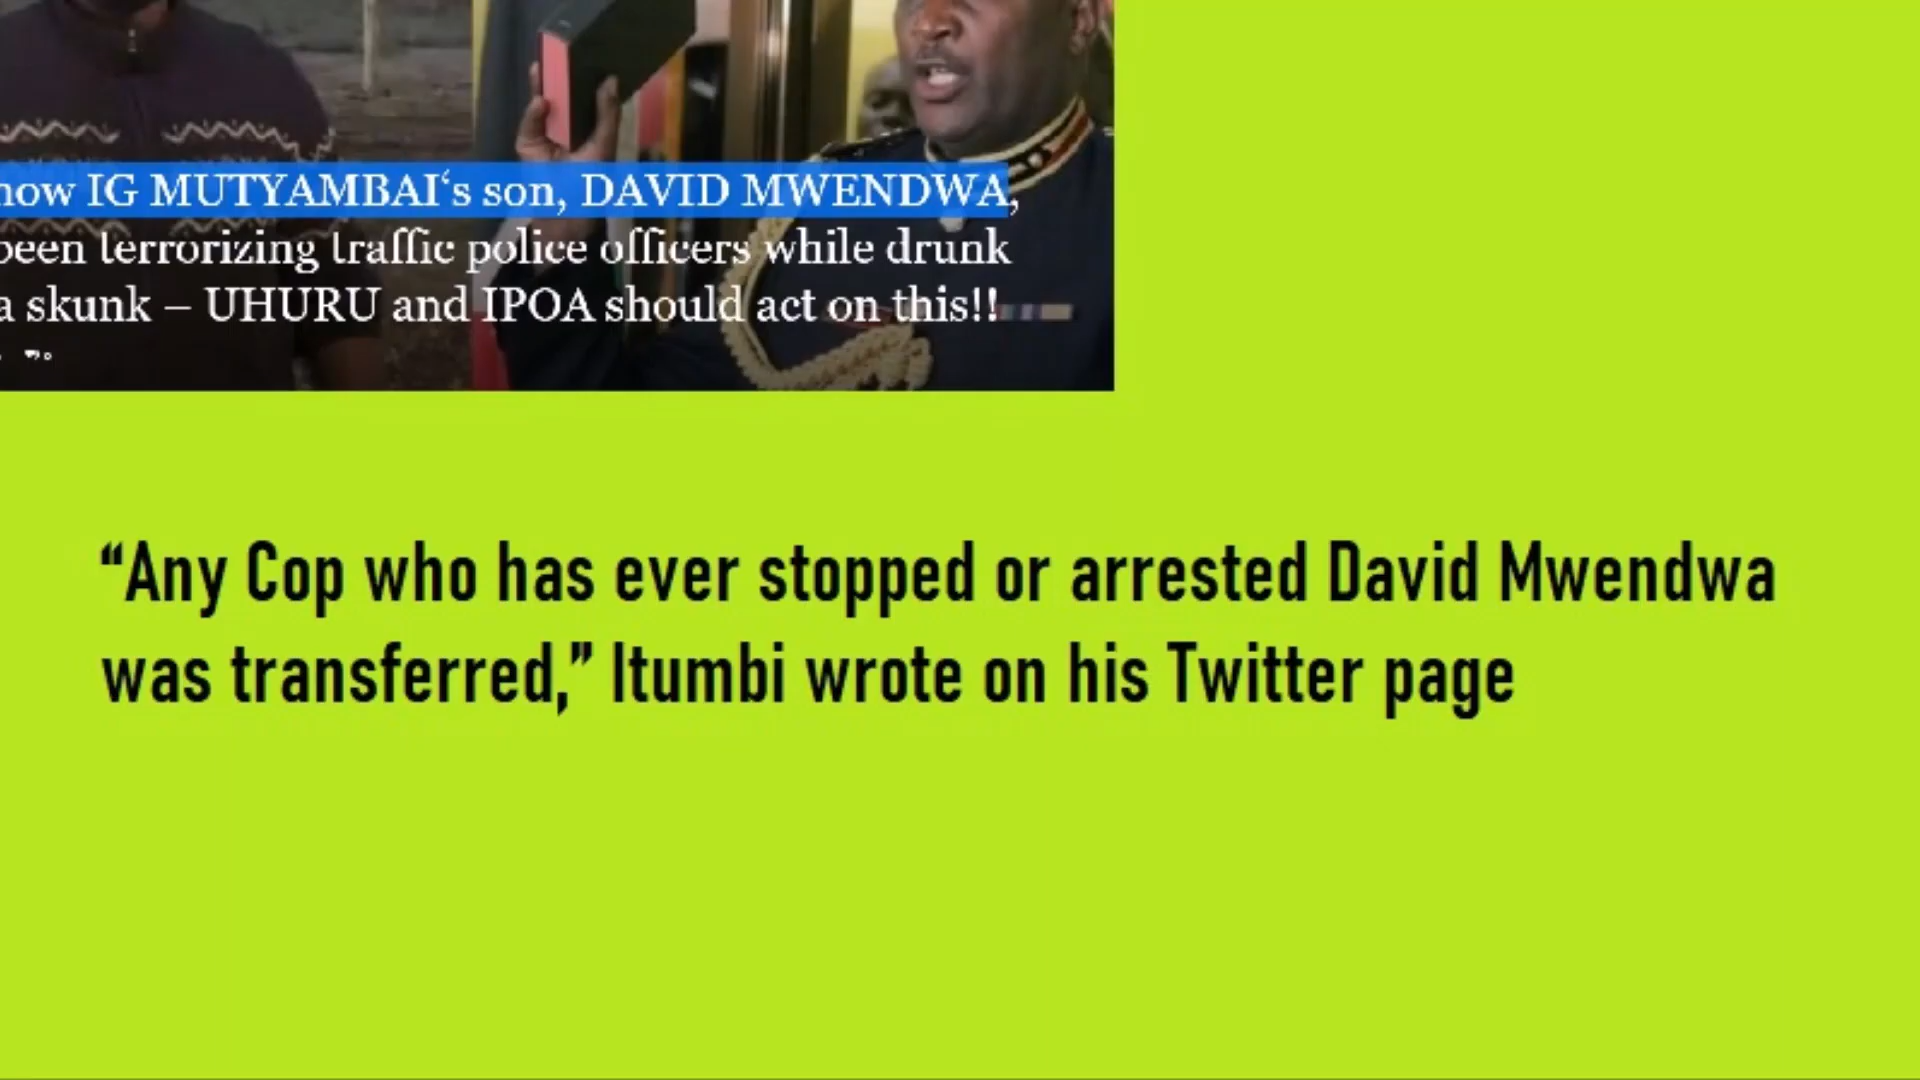 how IG MUTYAMBAI‘s son, DAVID MWENDWA,
been terrorizing traffic police officers while drunk
a skunk – UHURU and IPOA should act on this!!
“Any Cop who has ever stopped or arrested David Mwendwa
was transferred,” Itumbi wrote on his Twitter page